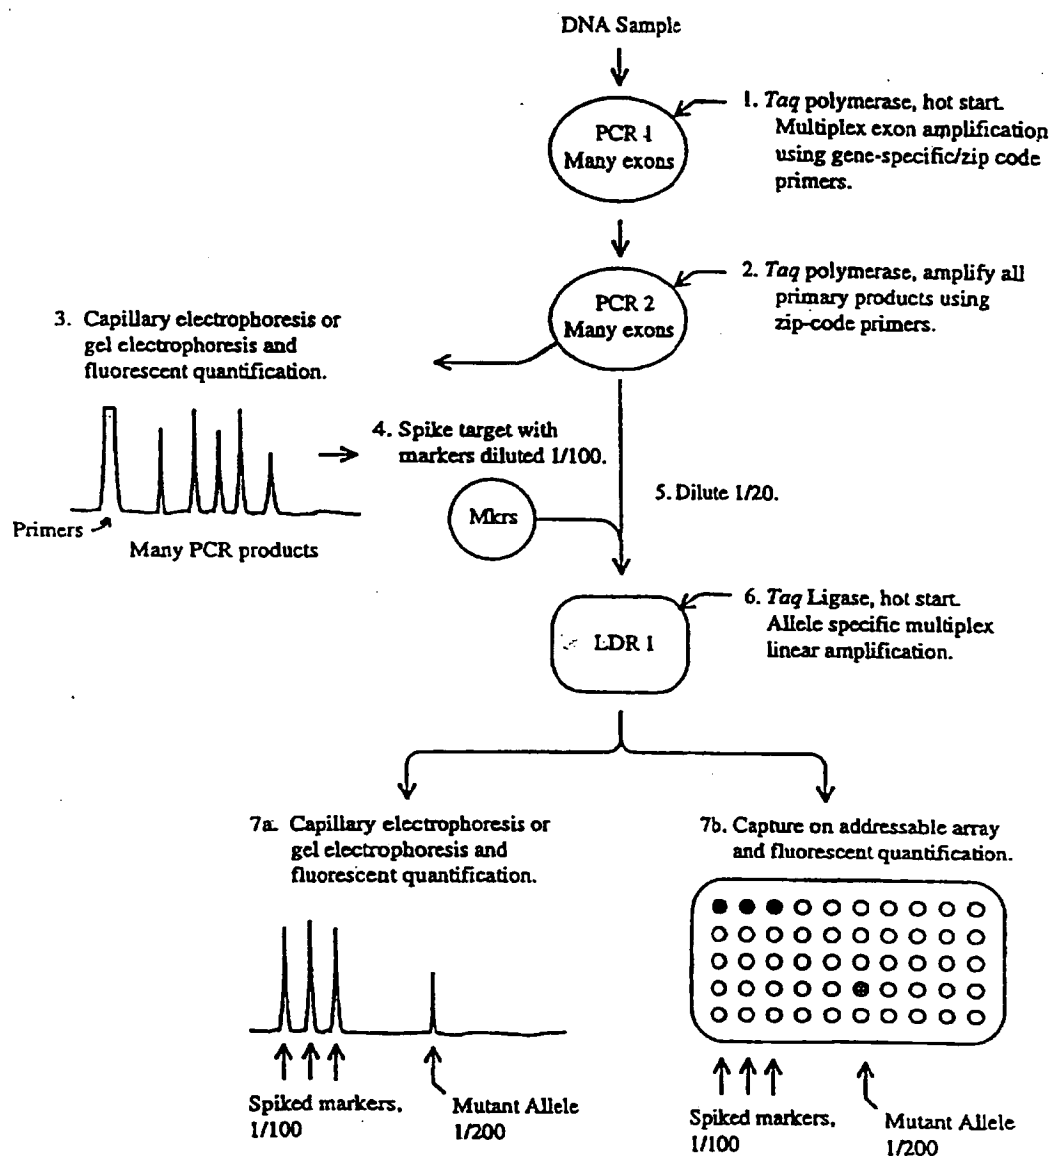 DNA Sample
PCR 1
Many exons
1. Taq polymerase, hot start.
Multiplex exon amplification
using gene-specific/zip code
primers.
PCR 2
Many exons
2. Taq polymerase, amplify all
primary products using
zip-code primers.
3. Capillary electrophoresis or
gel electrophoresis and
fluorescent quantification.
Primers
Many PCR products
4. Spike target with
markers diluted 1/100.
Mkrs
5. Dilute 1/20.
LDR 1
6. Taq Ligase, hot start.
Allele specific multiplex
linear amplification.
7a. Capillary electrophoresis or
gel electrophoresis and
fluorescent quantification.
Spiked markers,
1/100
Mutant Allele
1/200
7b. Capture on addressable array
and fluorescent quantification.
Spiked markers,
1/100
Mutant Allele
1/200